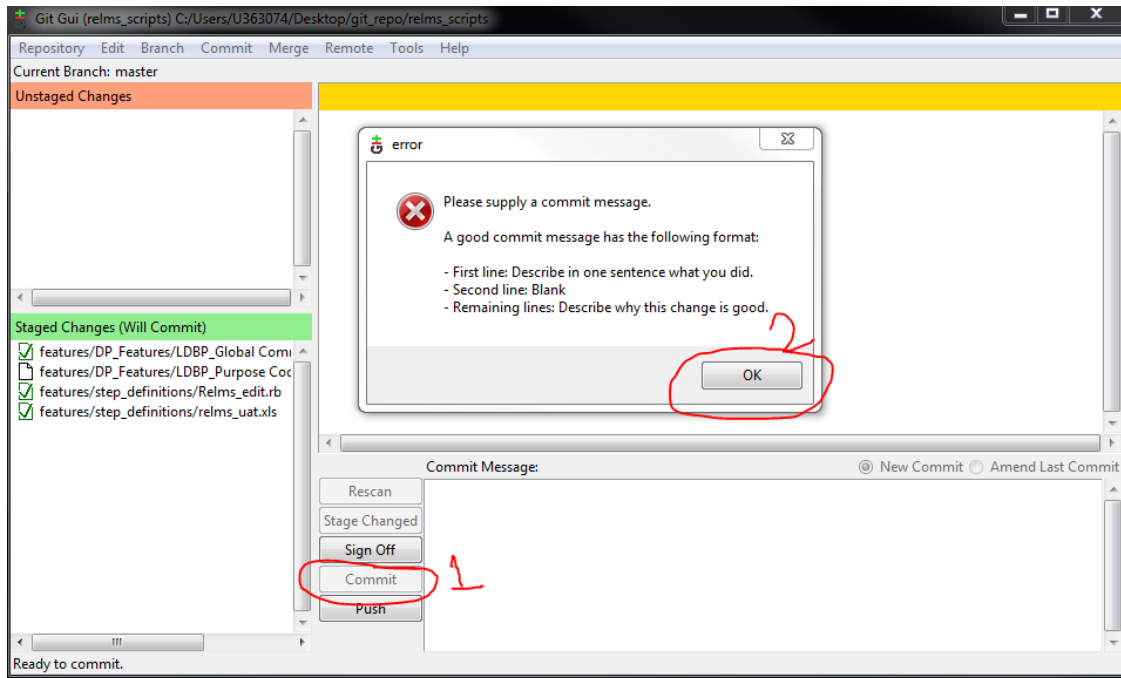 Git Gui (relms_scripts) C:/Users/U363074/Desktop/git_repo/relms_scripts
Repository Edit Branch Commit Merge Remote Tools Help
Current Branch: master
Unstaged Changes
error
Please supply a commit message.
A good commit message has the following format:
- First line: Describe in one sentence what you did.
- Second line: Blank
- Remaining lines: Describe why this change is good.
2
OK
Staged Changes (Will Commit)
features/DP_Features/LDBP_Global
features/DP_Features/LDBP_Purpose
features/step_definitions/Relms_edit.rb
features/step_definitions/relms_uat.xls
Commit Message:
New Commit Amend Last Commit
Rescan
Stage Changed
Sign Off
Commit
1
Push
Ready to commit.